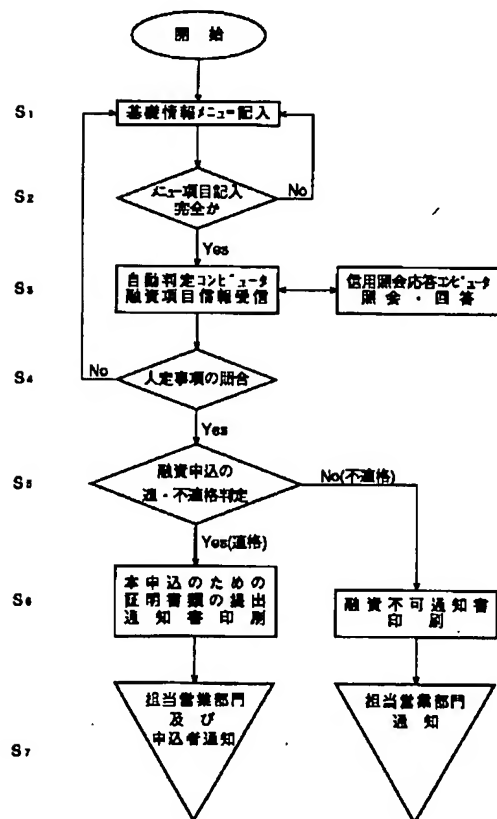 開 始
S1
基礎情報メニュー記入
S2
メニュー項目記入
完全か
No
Yes
S3
自動判定コンピュータ
融資項目情報受信
信用照会応答コンピュータ
照会・回答
S4
No
人定事項の照合
Yes
S5
融資申込の
適・不適格判定
No(不適格)
Yes(適格)
S6
本申込のための
証明書類の提出
通知書印刷
融資不可通知書
印刷
S7
担当営業部門
及び
申込者通知
担当営業部門
通知